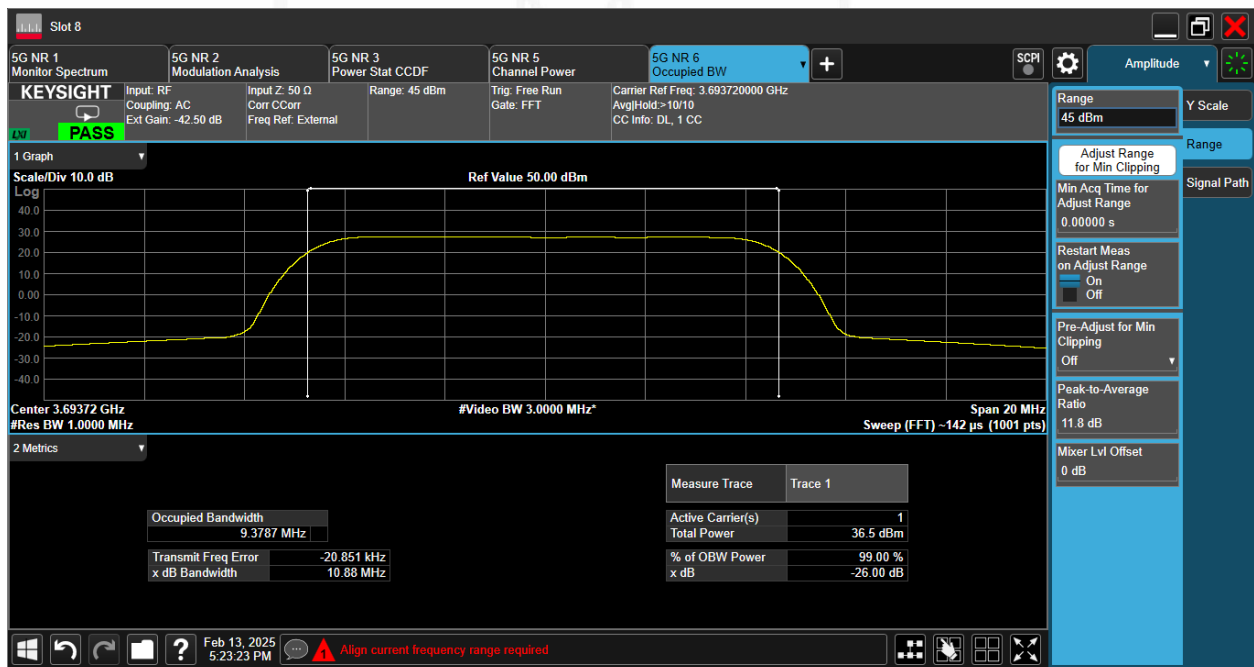 Slot 8
5G NR 1
Monitor Spectrum
5G NR 2
Modulation Analysis
5G NR 3
Power Stat CCDF
5G NR 5
Channel Power
5G NR 6
Occupied BW
SCPI
Amplitude
KEYSIGHT
LXI
PASS
Input: RF
Coupling: AC
Ext Gain: -42.50 dB
Input Z: 50 Ω
Corr CCorr
Freq Ref: External
Range: 45 dBm
Trig: Free Run
Gate: FFT
Carrier Ref Freq: 3.693720000 GHz
Avg|Hold:>10/10
CC Info: DL, 1 CC
1 Graph
Scale/Div 10.0 dB
Ref Value 50.00 dBm
Log
40.0
30.0
20.0
10.0
0.00
-10.0
-20.0
-30.0
-40.0
Center 3.69372 GHz
#Video BW 3.0000 MHz*
Span 20 MHz
#Res BW 1.0000 MHz
Sweep (FFT) ~142 µs (1001 pts)
2 Metrics
Measure Trace
Trace 1
Occupied Bandwidth
9.3787 MHz
Active Carrier(s)
1
Total Power
36.5 dBm
Transmit Freq Error
-20.851 kHz
% of OBW Power
99.00 %
x dB Bandwidth
10.88 MHz
x dB
-26.00 dB
Range
45 dBm
Adjust Range
for Min Clipping
Min Acq Time for
Adjust Range
0.00000 s
Restart Meas
on Adjust Range
On
Off
Pre-Adjust for Min
Clipping
Off
Peak-to-Average
Ratio
11.8 dB
Mixer Lvl Offset
0 dB
Y Scale
Range
Signal Path
?
Feb 13, 2025
5:23:23 PM
1
Align current frequency range required